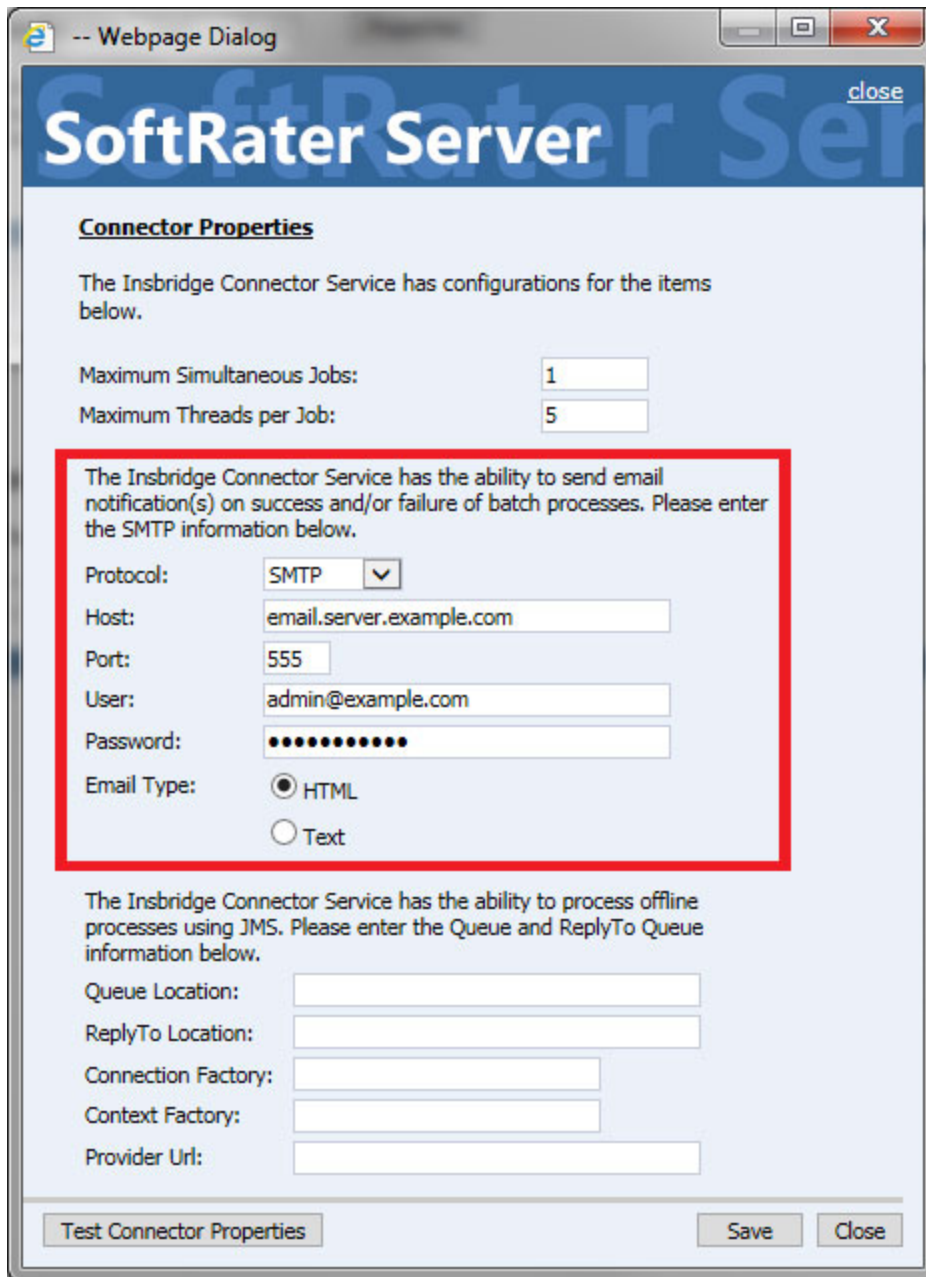 -- Webpage Dialog
close
SoftRater Server
Connector Properties
The Insbridge Connector Service has configurations for the items
below.
Maximum Simultaneous Jobs: 1
Maximum Threads per Job: 5
The Insbridge Connector Service has the ability to send email
notification(s) on success and/or failure of batch processes. Please enter
the SMTP information below.
Protocol: SMTP
Host: email.server.example.com
Port: 555
User: admin@example.com
Password: •••••••••••
Email Type: HTML
Text
The Insbridge Connector Service has the ability to process offline
processes using JMS. Please enter the Queue and ReplyTo Queue
information below.
Queue Location:
ReplyTo Location:
Connection Factory:
Context Factory:
Provider Url:
Test Connector Properties Save Close